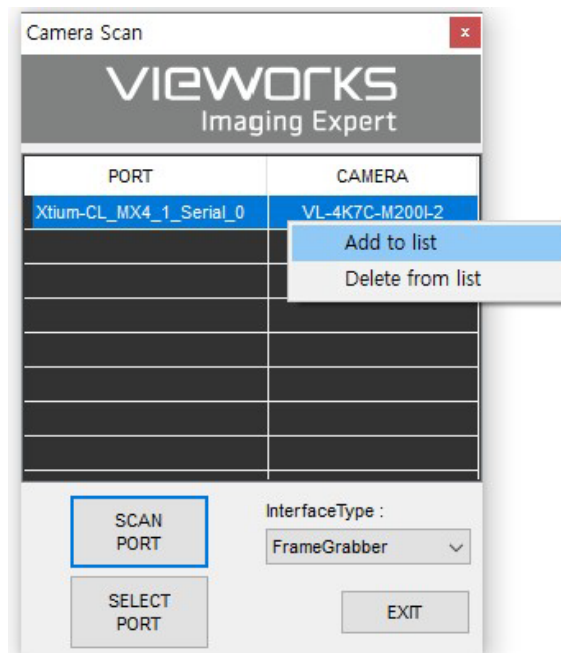 Camera Scan
x
VIEWORKS
Imaging Expert
PORT CAMERA
Xtium-CL_MX4_1_Serial_0 VL-4K7C-M200I-2
Add to list
Delete from list
SCAN
PORT
InterfaceType :
FrameGrabber
SELECT
PORT
EXIT